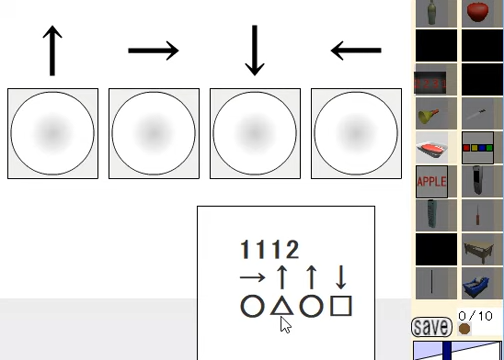 ↑ → ↓ ←
APPLE
1112
→↑↑↓
○△○□
save 0/10